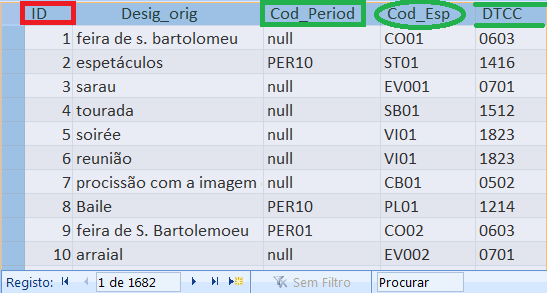 ID Desig_orig Cod_Period Cod_Esp DTCC
1 feira de s. bartolomeu null CO01 0603
2 espetáculos PER10 ST01 1416
3 sarau null EV001 0701
4 tourada null SB01 1512
5 soirée null VI01 1823
6 reunião null VI01 1823
7 procissão com a imagem null CB01 0502
8 Baile PER10 PL01 1214
9 feira de S. Bartolemoeu PER01 CO02 0603
10 arraial null EV002 0701
Registo: 1 de 1682 Sem Filtro Procurar